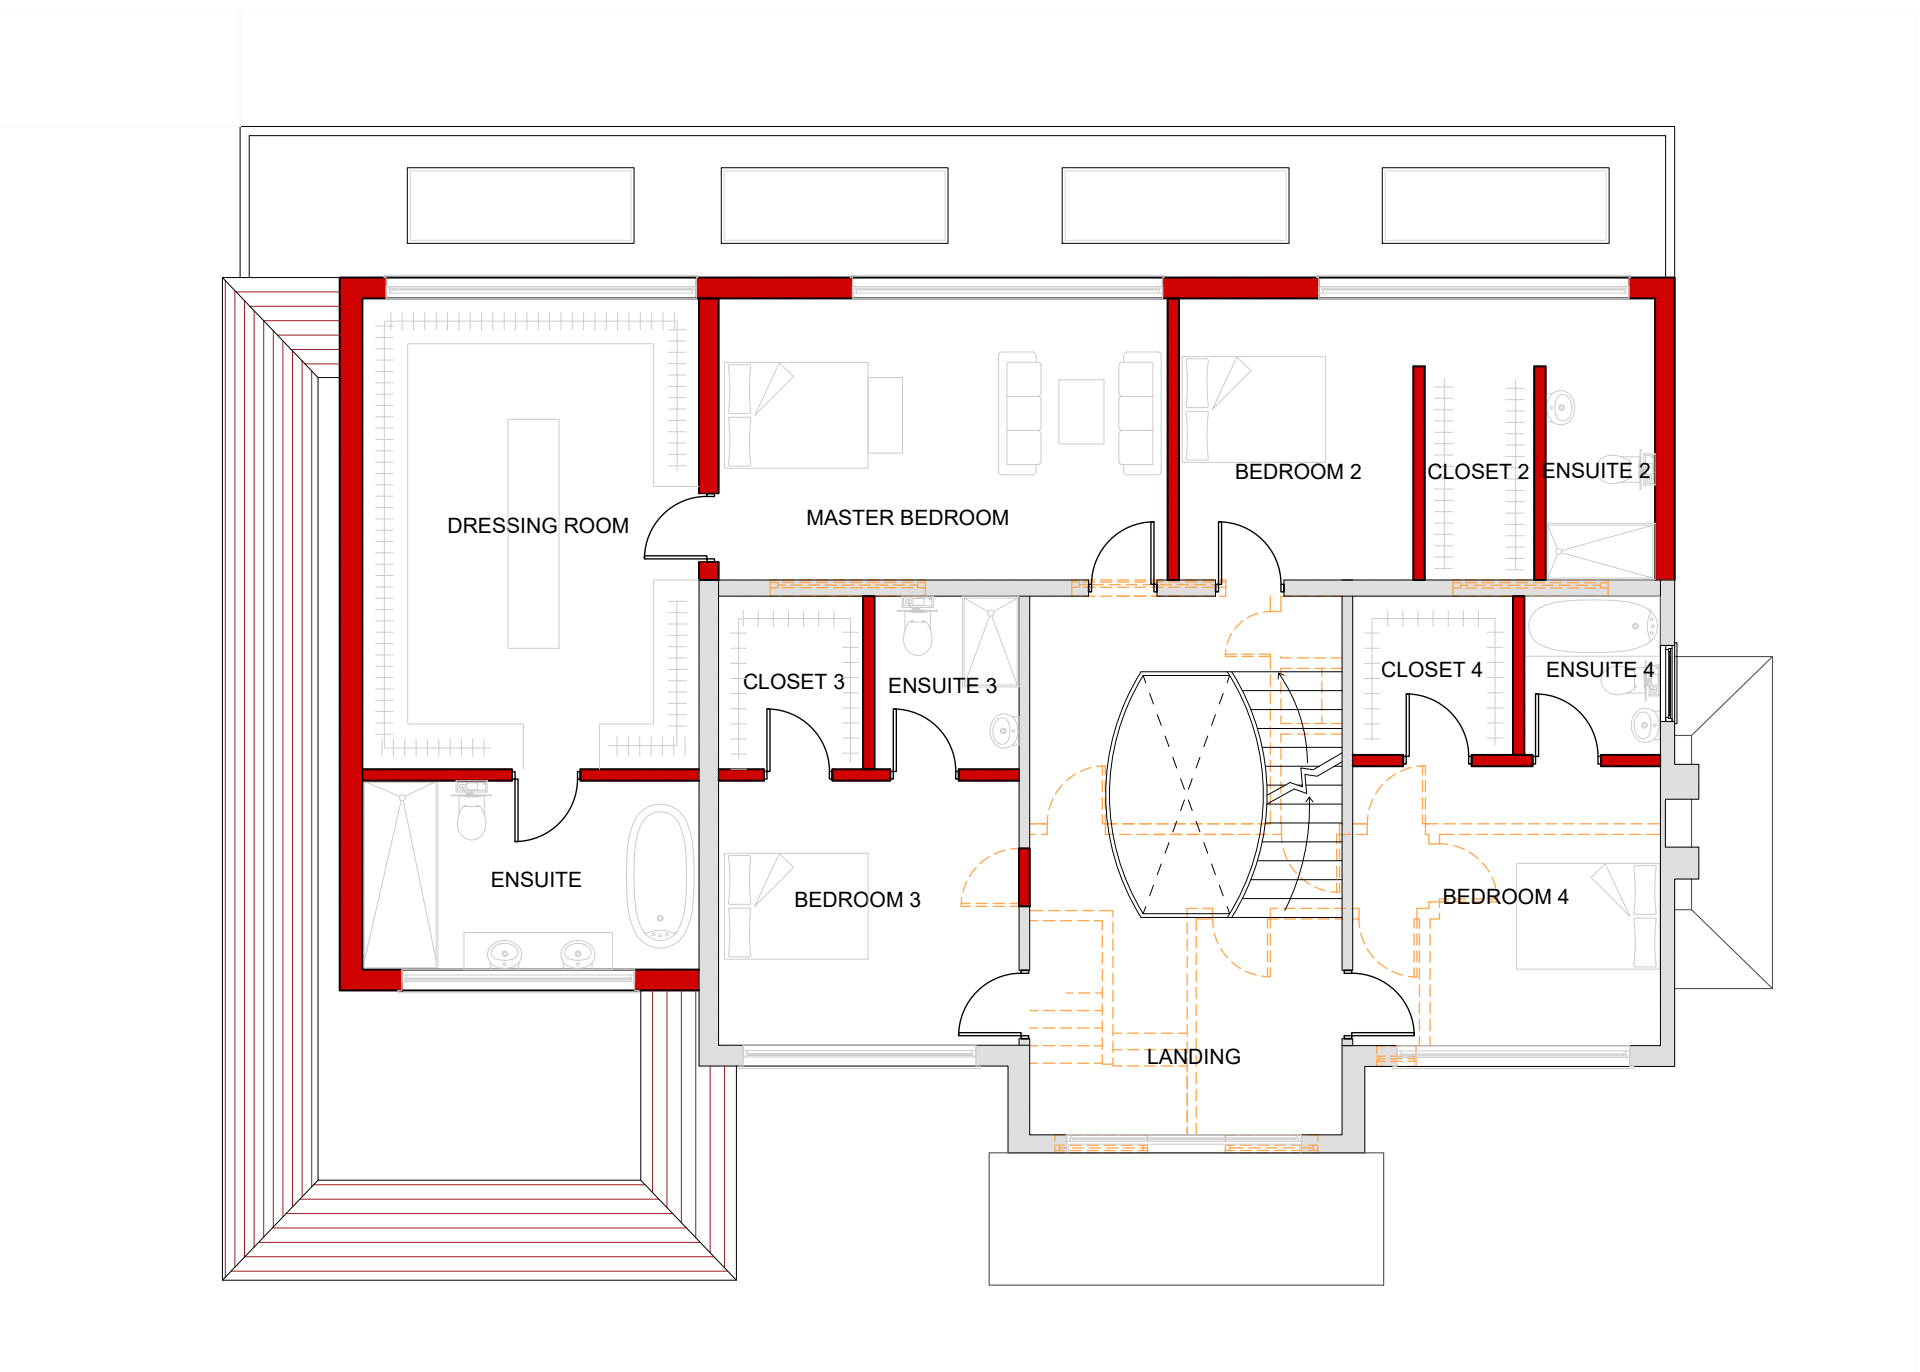 BEDROOM 2
CLOSET 2
ENSUITE 2
DRESSING ROOM
MASTER BEDROOM
CLOSET 3
ENSUITE 3
CLOSET 4
ENSUITE 4
ENSUITE
BEDROOM 3
BEDROOM 4
LANDING